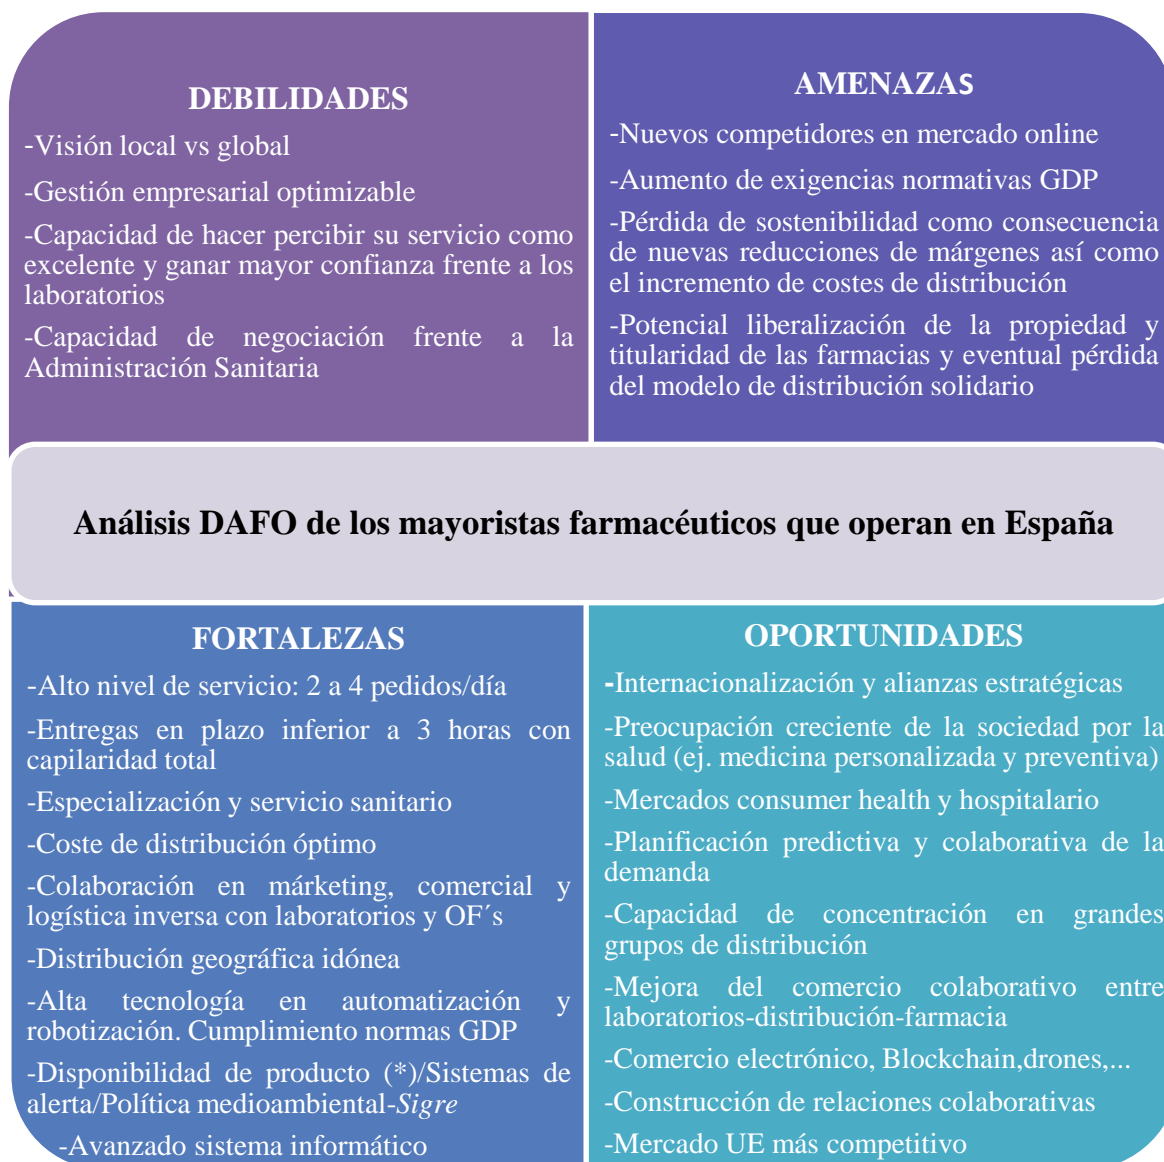 DEBILIDADES
-Visión local vs global
-Gestión empresarial optimizable
-Capacidad de hacer percibir su servicio como
excelente y ganar mayor confianza frente a los
laboratorios
-Capacidad de negociación frente a la
Administración Sanitaria
AMENAZAS
-Nuevos competidores en mercado online
-Aumento de exigencias normativas GDP
-Pérdida de sostenibilidad como consecuencia
de nuevas reducciones de márgenes así como
el incremento de costes de distribución
-Potencial liberalización de la propiedad y
titularidad de las farmacias y eventual pérdida
del modelo de distribución solidario
Análisis DAFO de los mayoristas farmacéuticos que operan en España
FORTALEZAS
-Alto nivel de servicio: 2 a 4 pedidos/día
-Entregas en plazo inferior a 3 horas con
capilaridad total
-Especialización y servicio sanitario
-Coste de distribución óptimo
-Colaboración en márketing, comercial y
logística inversa con laboratorios y OF´s
-Distribución geográfica idónea
-Alta tecnología en automatización y
robotización. Cumplimiento normas GDP
-Disponibilidad de producto (*)/Sistemas de
alerta/Política medioambiental-Sigre
-Avanzado sistema informático
OPORTUNIDADES
-Internacionalización y alianzas estratégicas
-Preocupación creciente de la sociedad por la
salud (ej. medicina personalizada y preventiva)
-Mercados consumer health y hospitalario
-Planificación predictiva y colaborativa de la
demanda
-Capacidad de concentración en grandes
grupos de distribución
-Mejora del comercio colaborativo entre
laboratorios-distribución-farmacia
-Comercio electrónico, Blockchain,drones,...
-Construcción de relaciones colaborativas
-Mercado UE más competitivo